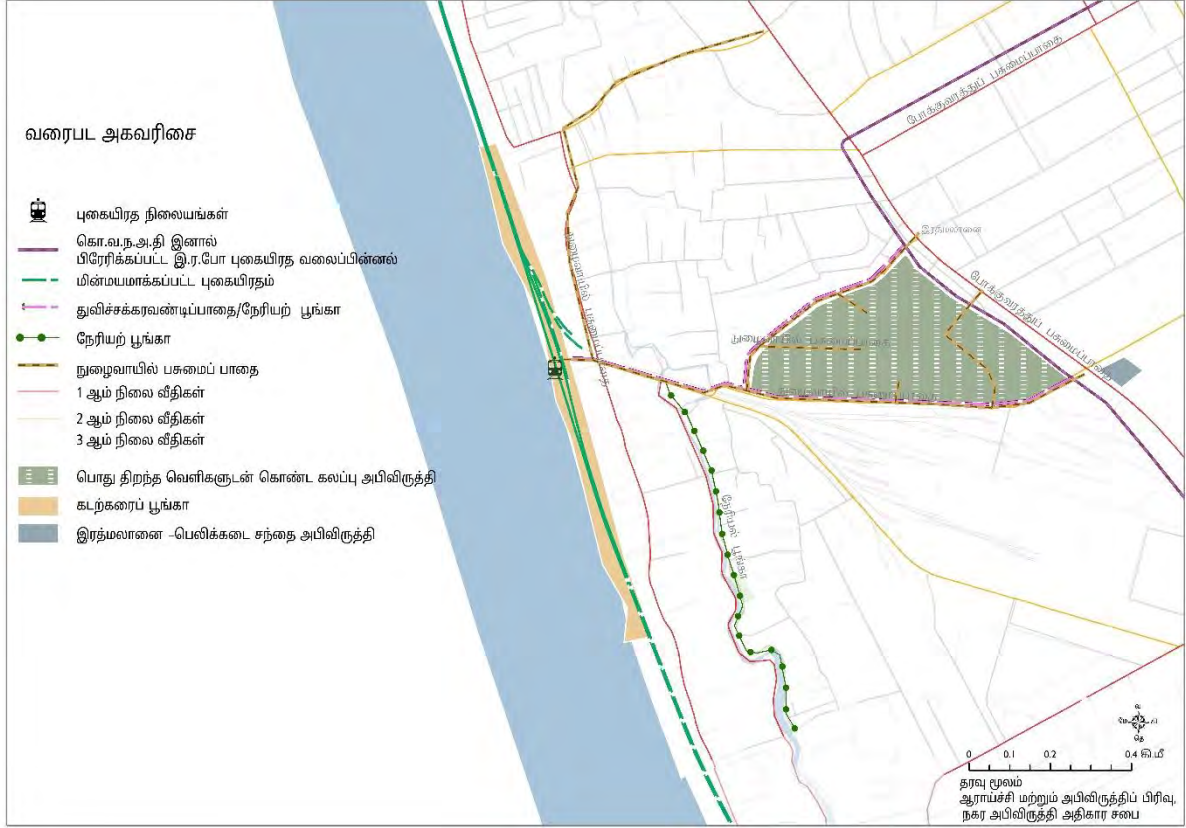 வரைபட அகவரிசை
புகையிரத நிலையங்கள்
கொ.வ.ந.அ.தி இனால்
பிரேரிக்கப்பட்ட இ.ர.போ புகையிரத வலைப்பின்னல்
மின்மயமாக்கப்பட்ட புகையிரதம்
துவிச்சக்கரவண்டிப்பாதை/நேரியற் பூங்கா
நேரியற் பூங்கா
நுழைவாயில் பசுமைப் பாதை
1 ஆம் நிலை வீதிகள்
2 ஆம் நிலை வீதிகள்
3 ஆம் நிலை வீதிகள்
பொது திறந்த வெளிகளுடன் கொண்ட கலப்பு அபிவிருத்தி
கடற்கரைப் பூங்கா
இரத்மலானை -பெலிக்கடை சந்தை அபிவிருத்தி
போக்குவரத்துப் பசுமைப்பாதை
இரத்மலானை
போக்குவரத்துப் பசுமைப்பாதை
நுழைவாயில் பசுமைப்பாதை
நுழைவாயில் பசுமைப்பாதை
நேரியல் பூங்கா
வ
மே
கி
தெ
0 0.1 0.2 0.4 கி.மீ
தரவு மூலம்
ஆராய்ச்சி மற்றும் அபிவிருத்திப் பிரிவு,
நகர அபிவிருத்தி அதிகார சபை